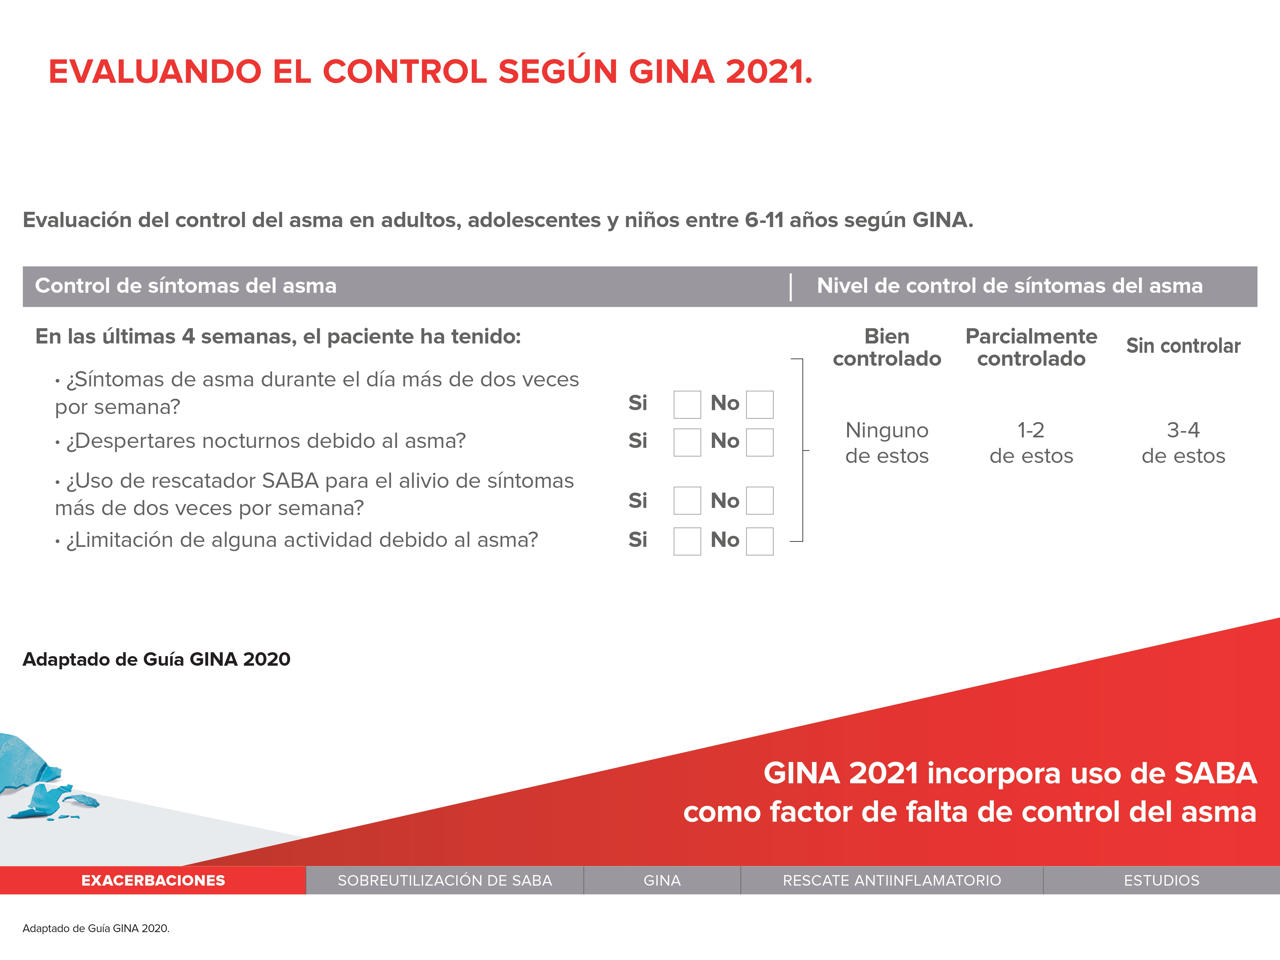 EVALUANDO EL CONTROL SEGÚN GINA 2021.
Evaluación del control del asma en adultos, adolescentes y niños entre 6-11 años según GINA.
Control de síntomas del asma
Nivel de control de síntomas del asma
En las últimas 4 semanas, el paciente ha tenido:
Bien controlado
Parcialmente controlado
Sin controlar
• ¿Síntomas de asma durante el día más de dos veces
por semana?
Si No
• ¿Despertares nocturnos debido al asma?
Si No
• ¿Uso de rescatador SABA para el alivio de síntomas
más de dos veces por semana?
Si No
• ¿Limitación de alguna actividad debido al asma?
Si No
Ninguno
de estos
1-2
de estos
3-4
de estos
Adaptado de Guía GINA 2020
GINA 2021 incorpora uso de SABA
como factor de falta de control del asma
EXACERBACIONES
SOBREUTILIZACIÓN DE SABA
GINA
RESCATE ANTIINFLAMATORIO
ESTUDIOS
Adaptado de Guía GINA 2020.